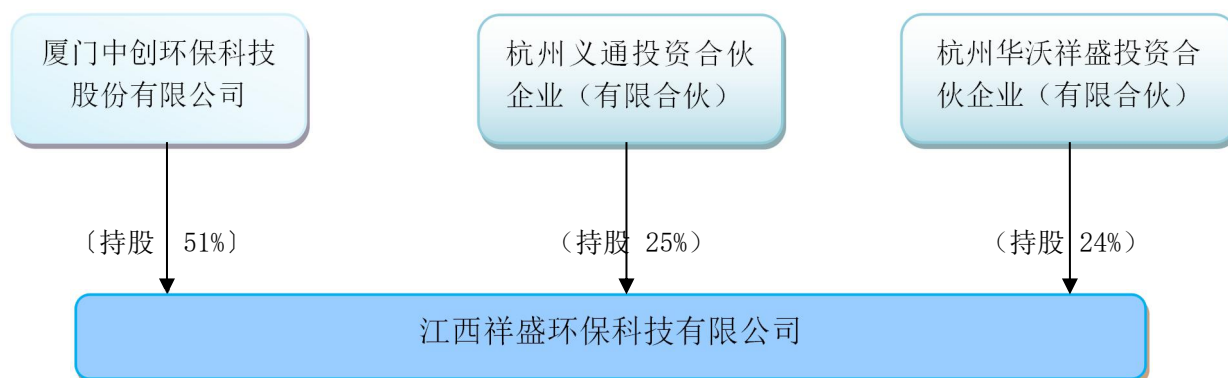 厦门中创环保科技
股份有限公司
杭州义通投资合伙
企业（有限合伙）
杭州华沃祥盛投资合
伙企业（有限合伙）
〔持股 51%〕
（持股 25%）
（持股 24%）
江西祥盛环保科技有限公司